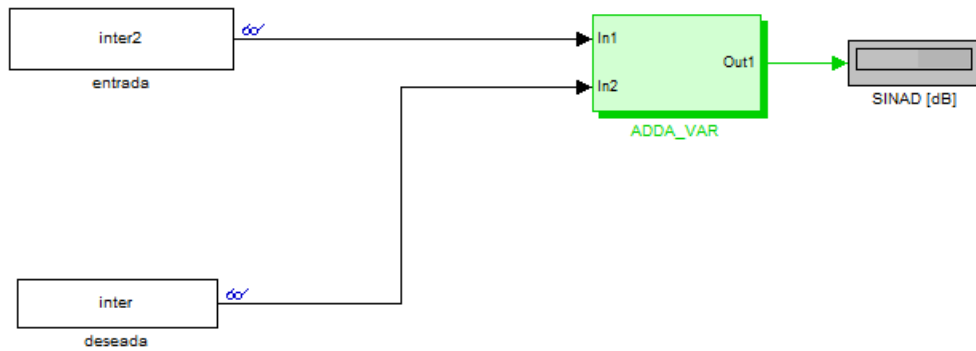 inter2
entrada
In1
In2
Out1
ADDA_VAR
SINAD [dB]
inter
deseada